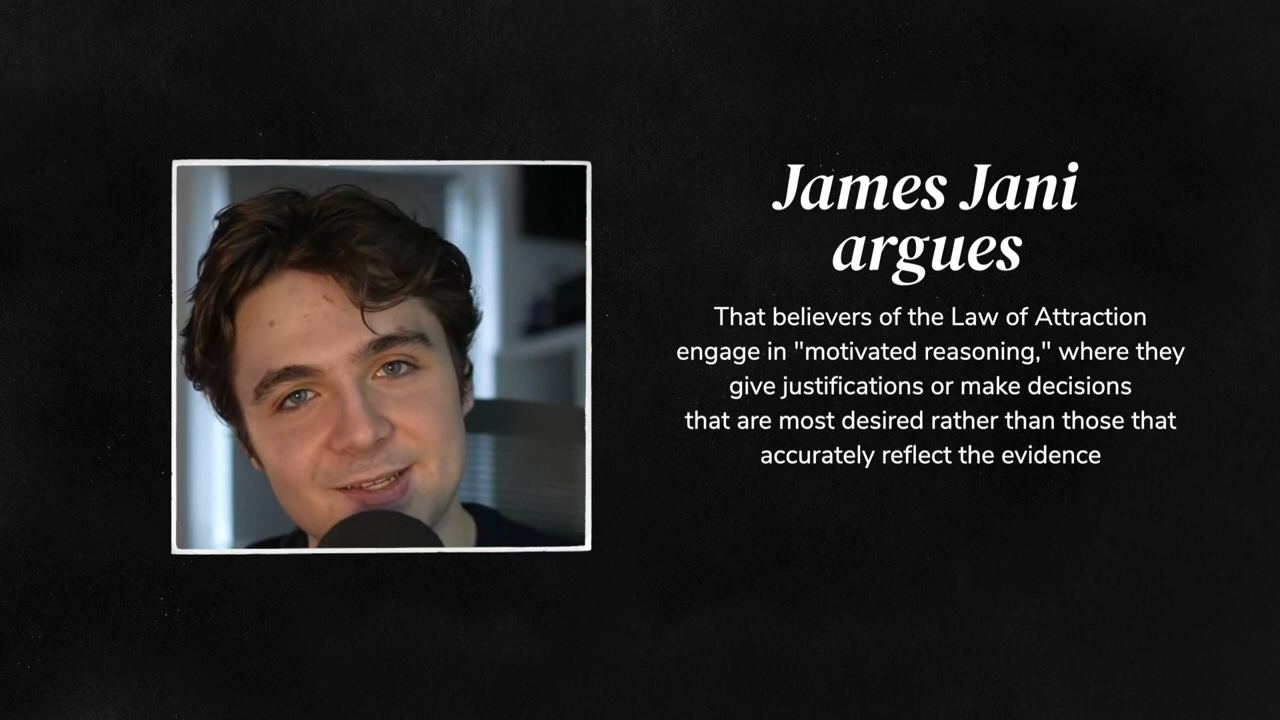 James Jani
argues
That believers of the Law of Attraction
engage in "motivated reasoning," where they
give justifications or make decisions
that are most desired rather than those that
accurately reflect the evidence